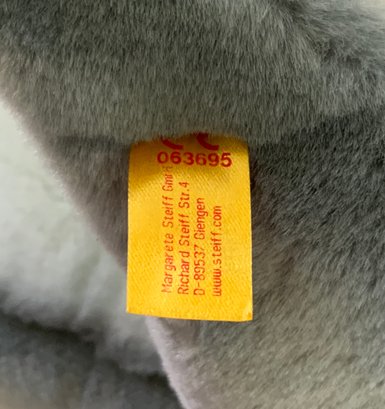 063695
Margarete Steiff GmbH
Richard Steiff Str.4
D-89537 Giengen
www.steiff.com